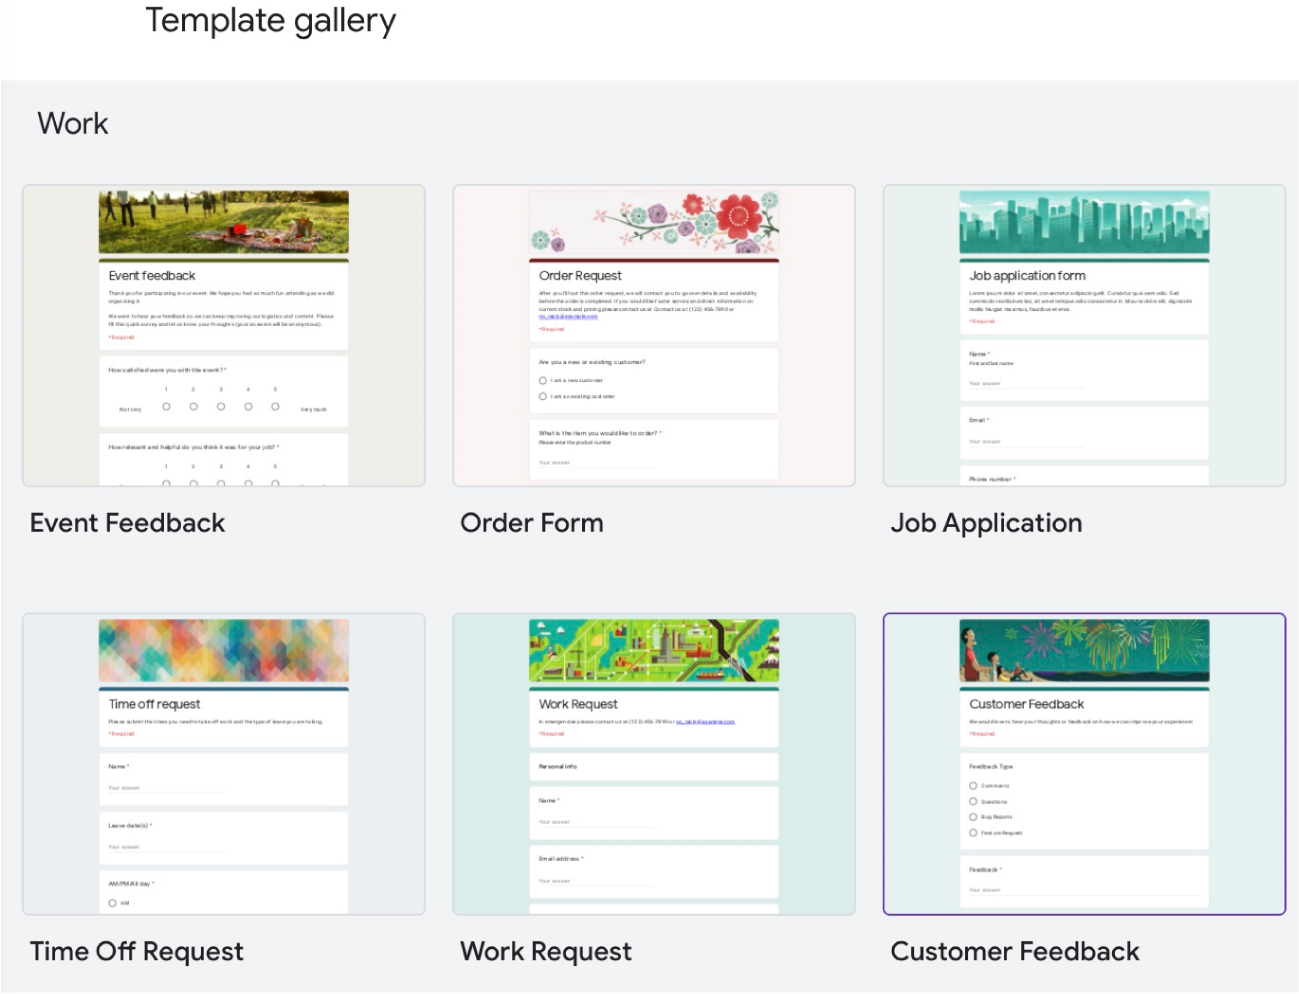 Template gallery
Work
Event feedback
Thank you for participating in our event. We hope you had as much fun attending as we did
organizing it.
We want to hear your feedback so we can keep improving our logistics and content. Please
fill this quick survey and let us know your thoughts (your answers will be anonymous).
*Required
How satisfied were you with the event? *
1 2 3 4 5
Not very Very much
How relevant and helpful do you think it was for your job? *
1 2 3 4 5
Event Feedback
Order Request
After you fill out this order request, we will contact you to go over details and availability
before the order is completed. If you would like faster service and direct information on
current stock and pricing please contact us at: Contact us at (123) 456-7890 or
no_reply@example.com
*Required
Are you a new or existing customer?
I am a new customer
I am an existing customer
What is the item you would like to order? *
Please enter the product number
Your answer
Order Form
Job application form
Lorem ipsum dolor sit amet, consectetur adipiscing elit. Curabitur quis sem odio. Sed
commodo vestibulum leo, sit amet tempus odio consectetur in. Mauris dolor elit, dignissim
mollis feugiat maximus, faucibus et eros.
*Required
Name *
First and last name
Your answer
Email *
Your answer
Phone number *
Job Application
Time off request
Please submit the times you need to take off work and the type of leave you are taking.
*Required
Name *
Your answer
Leave date(s) *
Your answer
AM/PM/All day *
AM
Time Off Request
Work Request
In emergencies please contact us at (123) 456-7890 or no_reply@example.com.
*Required
Personal info
Name *
Your answer
Email address *
Your answer
Work Request
Customer Feedback
We would love to hear your thoughts or feedback on how we can improve your experience!
*Required
Feedback Type
Comments
Questions
Bug Reports
Feature Request
Feedback *
Your answer
Customer Feedback